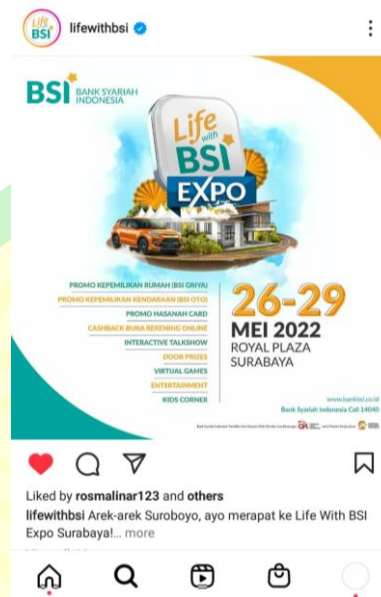 Life with BSI
lifewithbsi
BSI BANK SYARIAH
INDONESIA
Life
with
BSI
EXPO
PROMO KEPEMILIKAN RUMAH (BSI GRIYA)
PROMO KEPEMILIKAN KENDARAAN (BSI OTO)
PROMO HASANAH CARD
CASHBACK BUKA REKENING ONLINE
INTERACTIVE TALKSHOW
DOOR PRIZES
VIRTUAL GAMES
ENTERTAINMENT
KIDS CORNER
26-29
MEI 2022
ROYAL PLAZA
SURABAYA
www.bankbsi.co.id
Bank Syariah Indonesia Call 14040
Liked by rosmalinar123 and others
lifewithbsi Arek-arek Suroboyo, ayo merapat ke Life With BSI
Expo Surabaya!... more